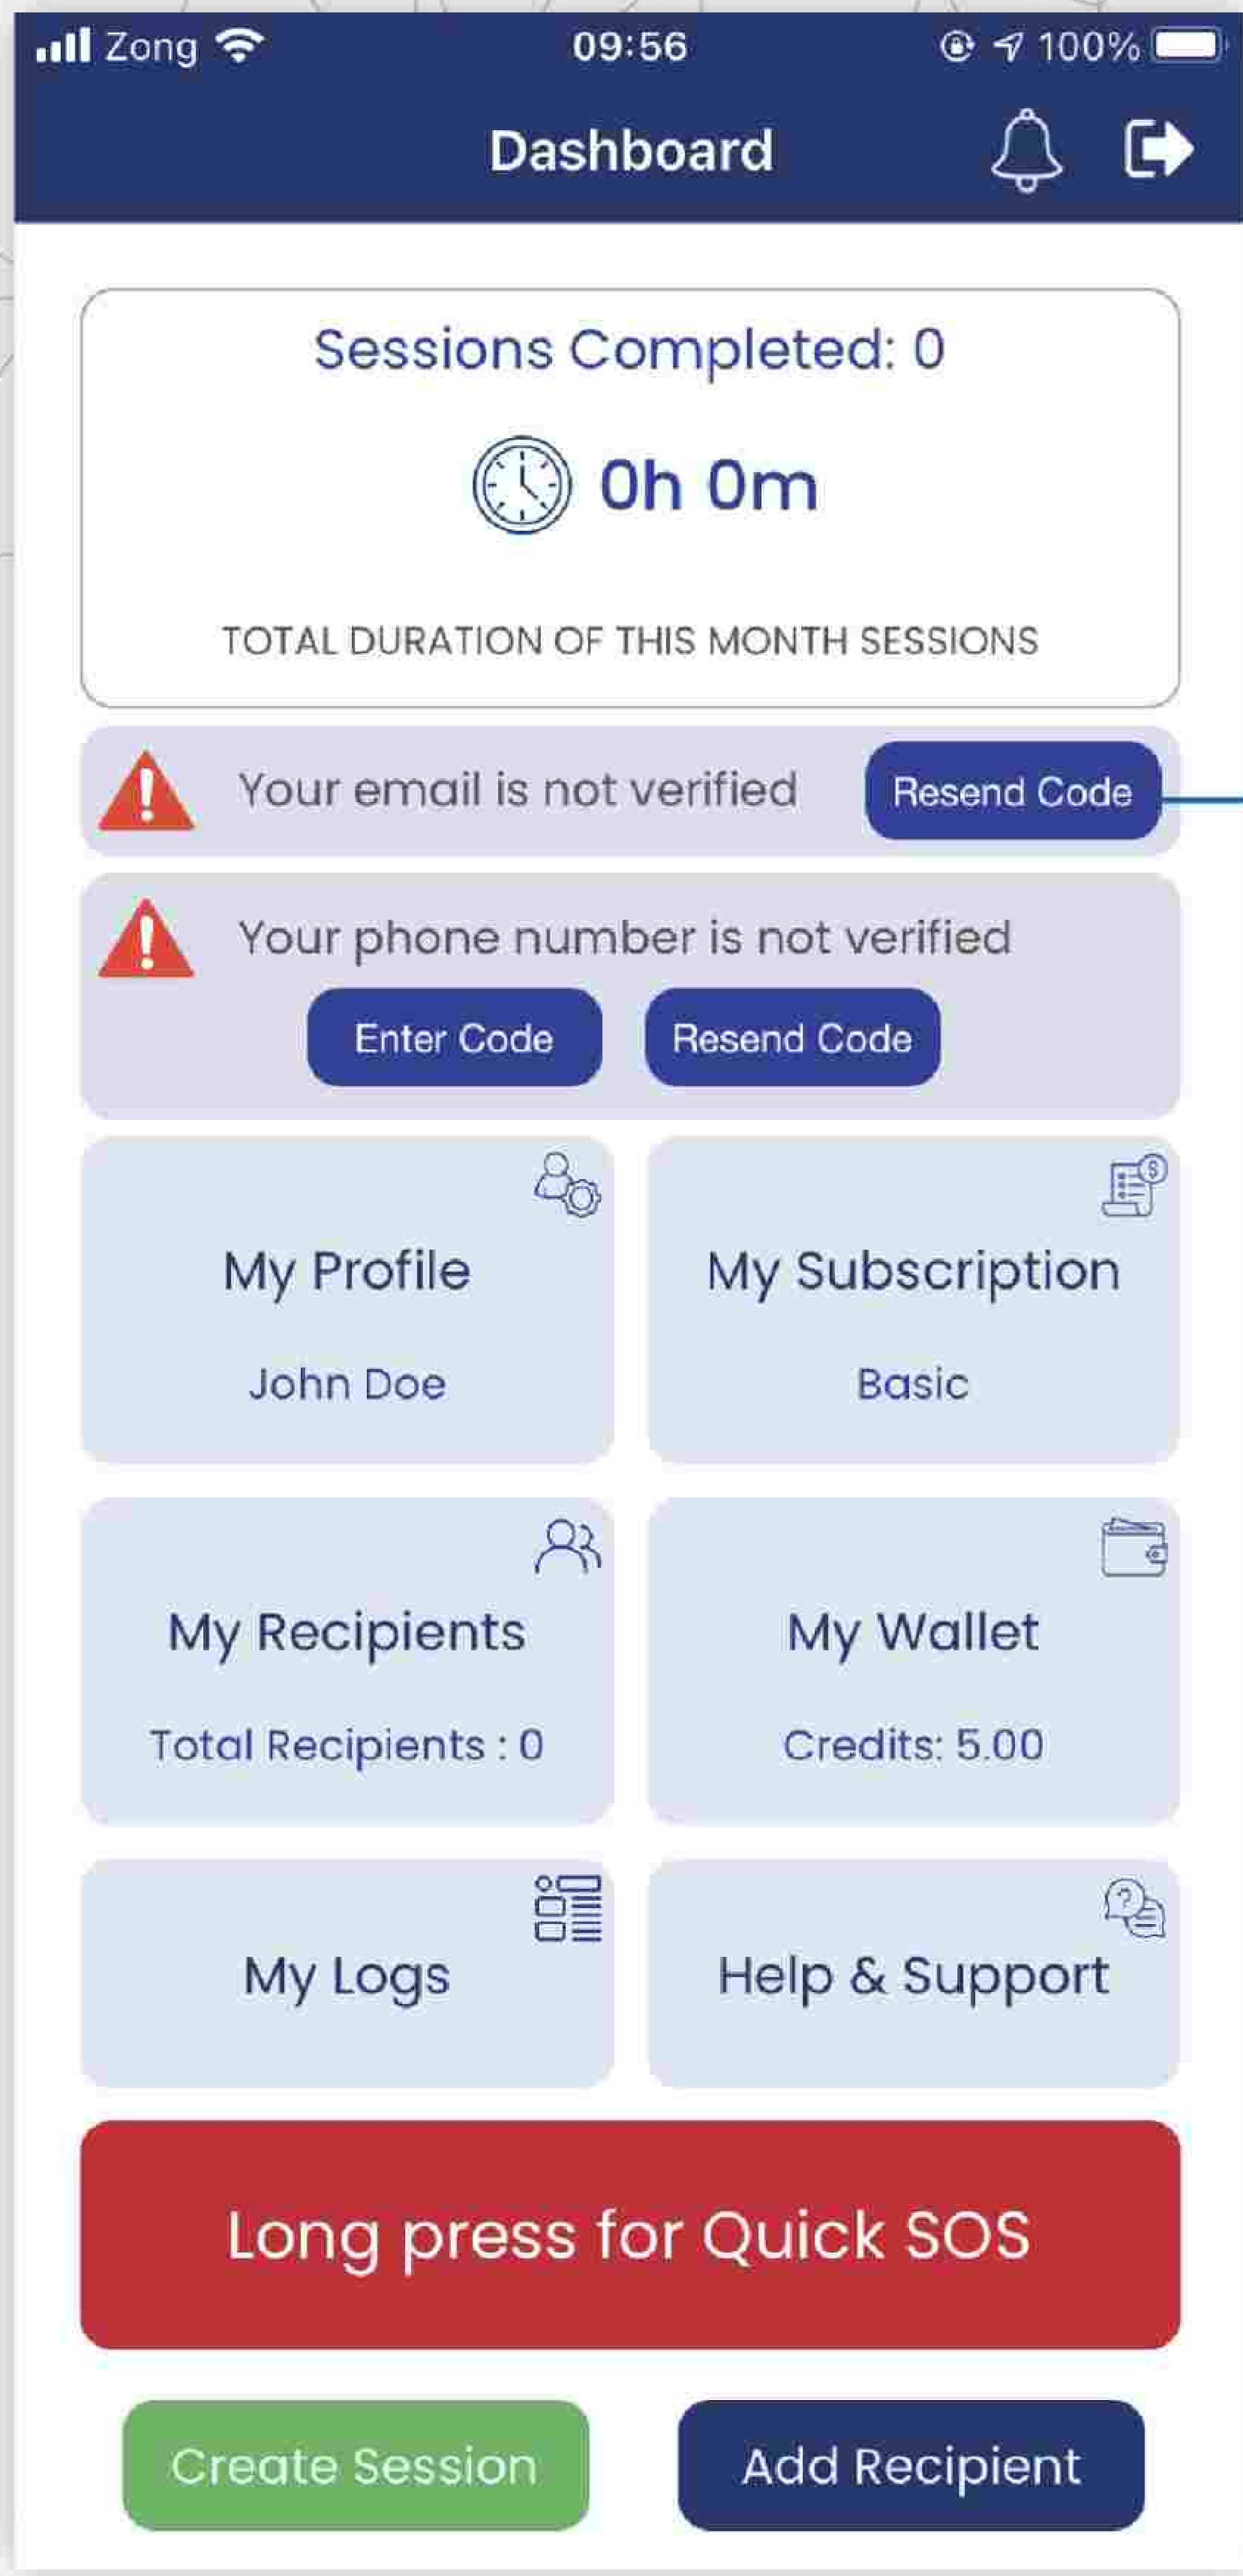 Zong 09:56 100%
Dashboard
Sessions Completed: 0
0h 0m
TOTAL DURATION OF THIS MONTH SESSIONS
Your email is not verified Resend Code
Your phone number is not verified
Enter Code Resend Code
My Profile My Subscription
John Doe Basic
My Recipients My Wallet
Total Recipients : 0 Credits: 5.00
My Logs Help & Support
Long press for Quick SOS
Create Session Add Recipient